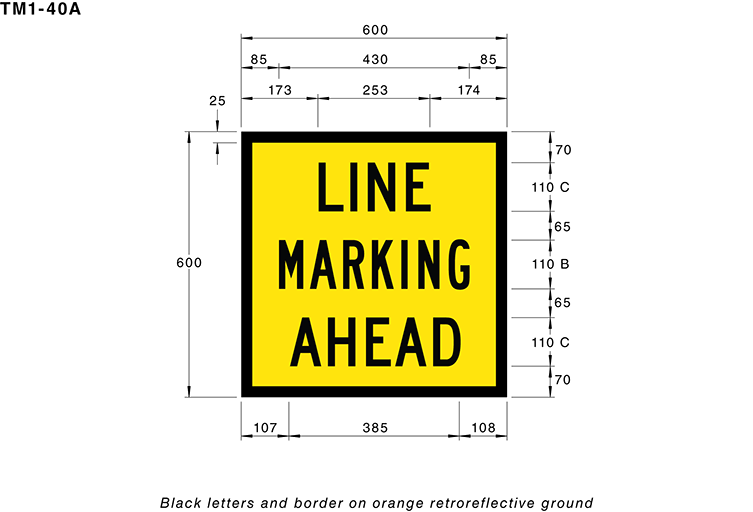 TM1-40A
600
85 430 85
173 253 174
25
70
LINE
110 C
65
600
MARKING
110 B
65
AHEAD
110 C
70
107 385 108
Black letters and border on orange retroreflective ground